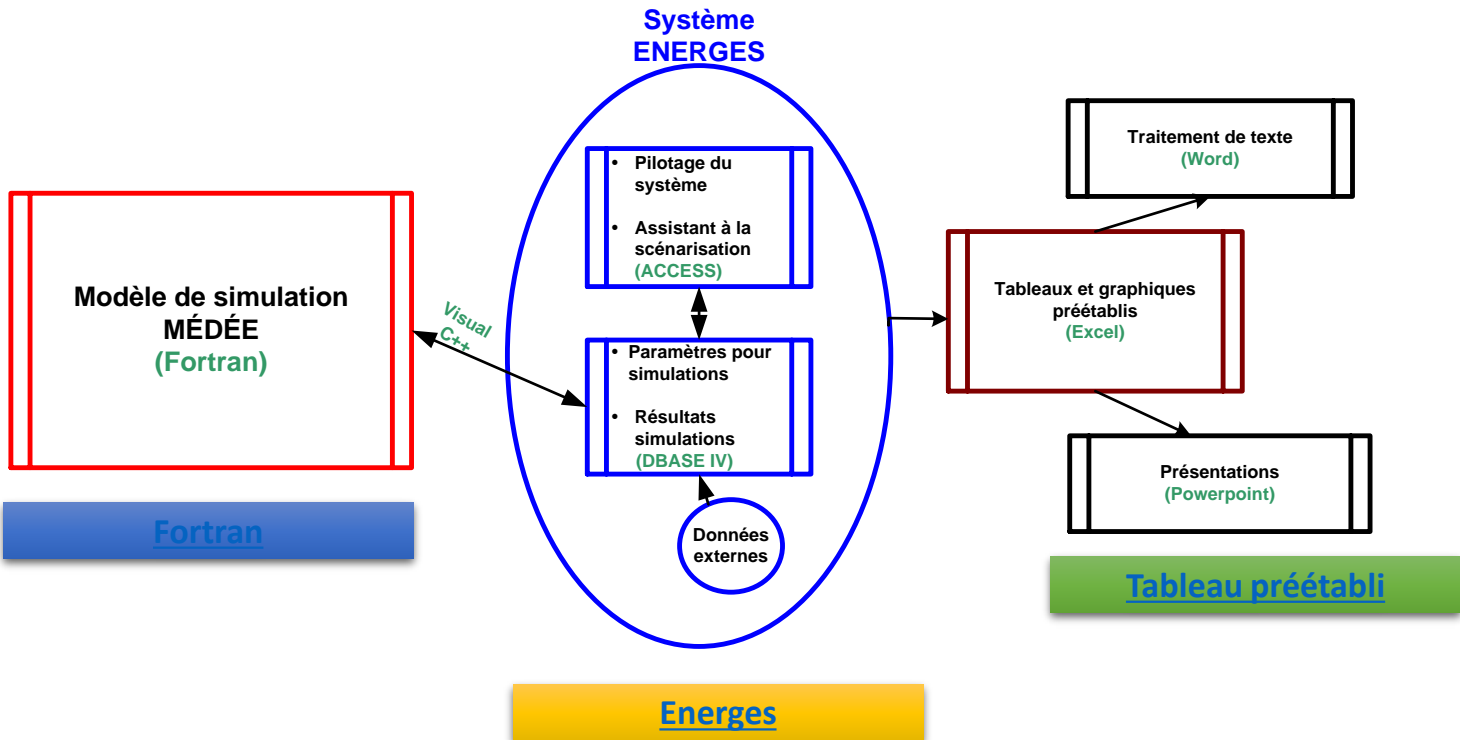 Système
ENERGES
Modèle de simulation
MÉDÉE
(Fortran)
Fortran
Visual
C++
• Pilotage du
système
• Assistant à la
scénarisation
(ACCESS)
• Paramètres pour
simulations
• Résultats
simulations
(DBASE IV)
Données
externes
Energes
Traitement de texte
(Word)
Tableaux et graphiques
préétablis
(Excel)
Présentations
(Powerpoint)
Tableau préétabli